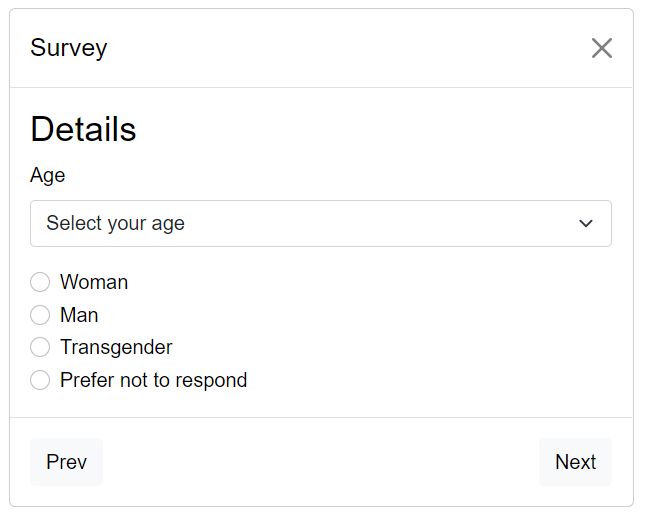 Survey
Details
Age
Select your age
Woman
Man
Transgender
Prefer not to respond
Prev
Next